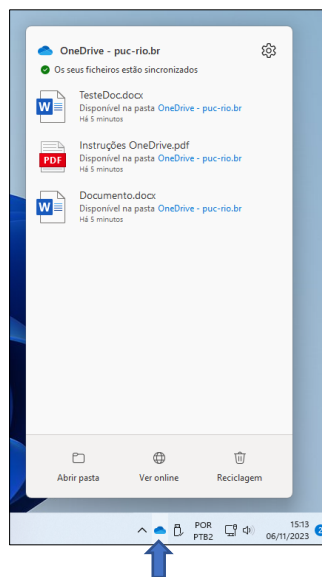 OneDrive - puc-rio.br
Os seus ficheiros estão sincronizados
TesteDoc.docx
Disponível na pasta OneDrive - puc-rio.br
Há 5 minutos
Instruções OneDrive.pdf
Disponível na pasta OneDrive - puc-rio.br
Há 5 minutos
PDF
Documento.docx
Disponível na pasta OneDrive - puc-rio.br
Há 5 minutos
Abrir pasta Ver online Reciclagem
POR 15:13
PTB2 06/11/2023